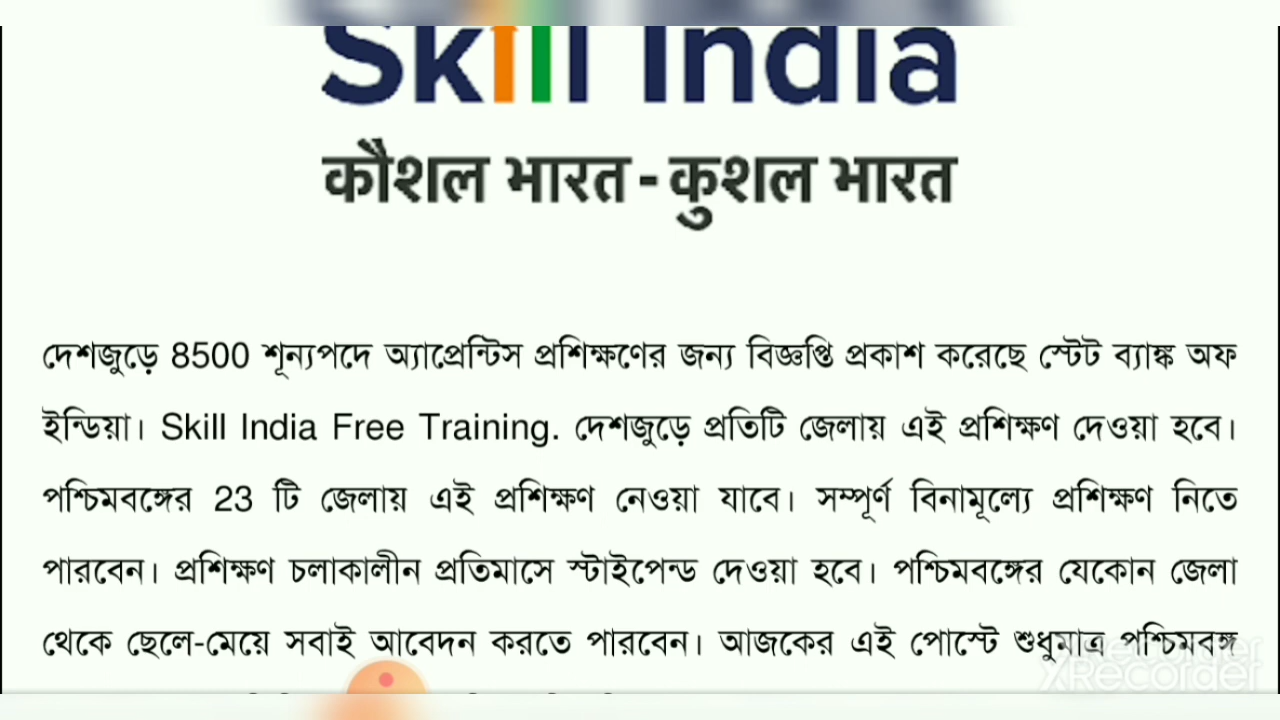 Skill India
कौशल भारत - कुशल भारत
দেশজুড়ে 8500 শূন্যপদে অ্যাপ্রেন্টিস প্রশিক্ষণের জন্য বিজ্ঞপ্তি প্রকাশ করেছে স্টেট ব্যাঙ্ক অফ
ইন্ডিয়া। Skill India Free Training. দেশজুড়ে প্রতিটি জেলায় এই প্রশিক্ষণ দেওয়া হবে।
পশ্চিমবঙ্গের 23 টি জেলায় এই প্রশিক্ষণ নেওয়া যাবে। সম্পূর্ণ বিনামূল্যে প্রশিক্ষণ নিতে
পারবেন। প্রশিক্ষণ চলাকালীন প্রতিমাসে স্টাইপেন্ড দেওয়া হবে। পশ্চিমবঙ্গের যেকোন জেলা
থেকে ছেলে-মেয়ে সবাই আবেদন করতে পারবেন। আজকের এই পোস্টে শুধুমাত্র পশ্চিমবঙ্গ
XRecorder